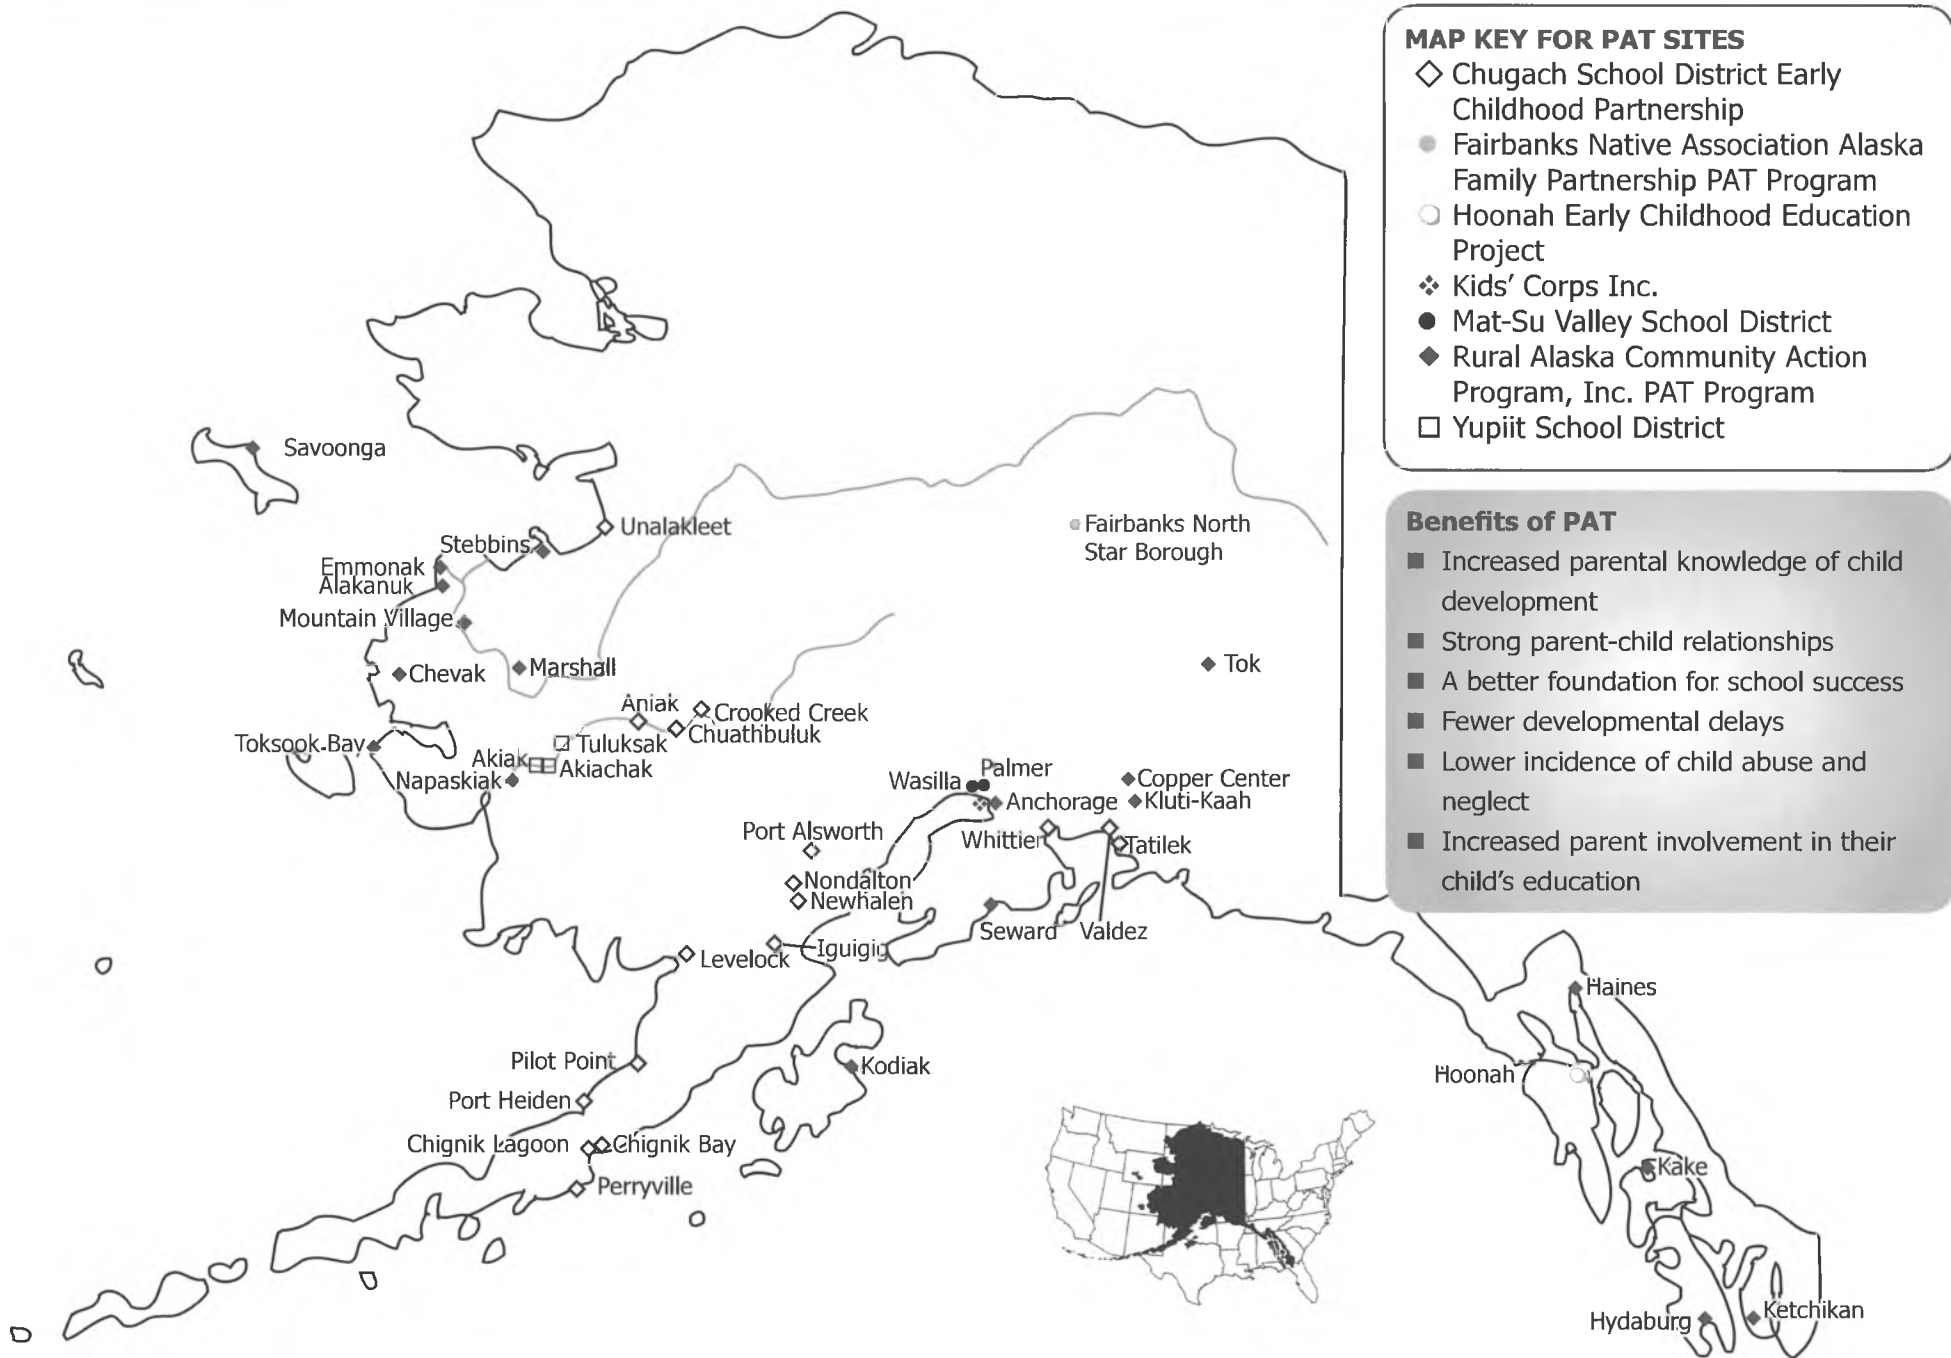 MAP KEY FOR PAT SITES
Chugach School District Early
Childhood Partnership
Fairbanks Native Association Alaska
Family Partnership PAT Program
Hoonah Early Childhood Education
Project
Kids' Corps Inc.
Mat-Su Valley School District
Rural Alaska Community Action
Program, Inc. PAT Program
Yupiit School District
Benefits of PAT
Increased parental knowledge of child
development
Strong parent-child relationships
A better foundation for school success
Fewer developmental delays
Lower incidence of child abuse and
neglect
Increased parent involvement in their
child's education
Savoonga
Unalakleet
Stebbins
Emmonak
Alakanuk
Mountain Village
Chevak
Marshall
Fairbanks North
Star Borough
Tok
Aniak
Crooked Creek
Chuathbuluk
Toksook Bay
Tuluksak
Akiak
Akiachak
Napaskiak
Wasilla
Palmer
Copper Center
Anchorage
Kluti-Kaah
Port Alsworth
Whittier
Tatilek
Nondalton
Newhalen
Seward
Valdez
Iguigig
Levelock
Haines
Pilot Point
Kodiak
Hoonah
Port Heiden
Chignik Lagoon
Chignik Bay
Kake
Perryville
Hydaburg
Ketchikan